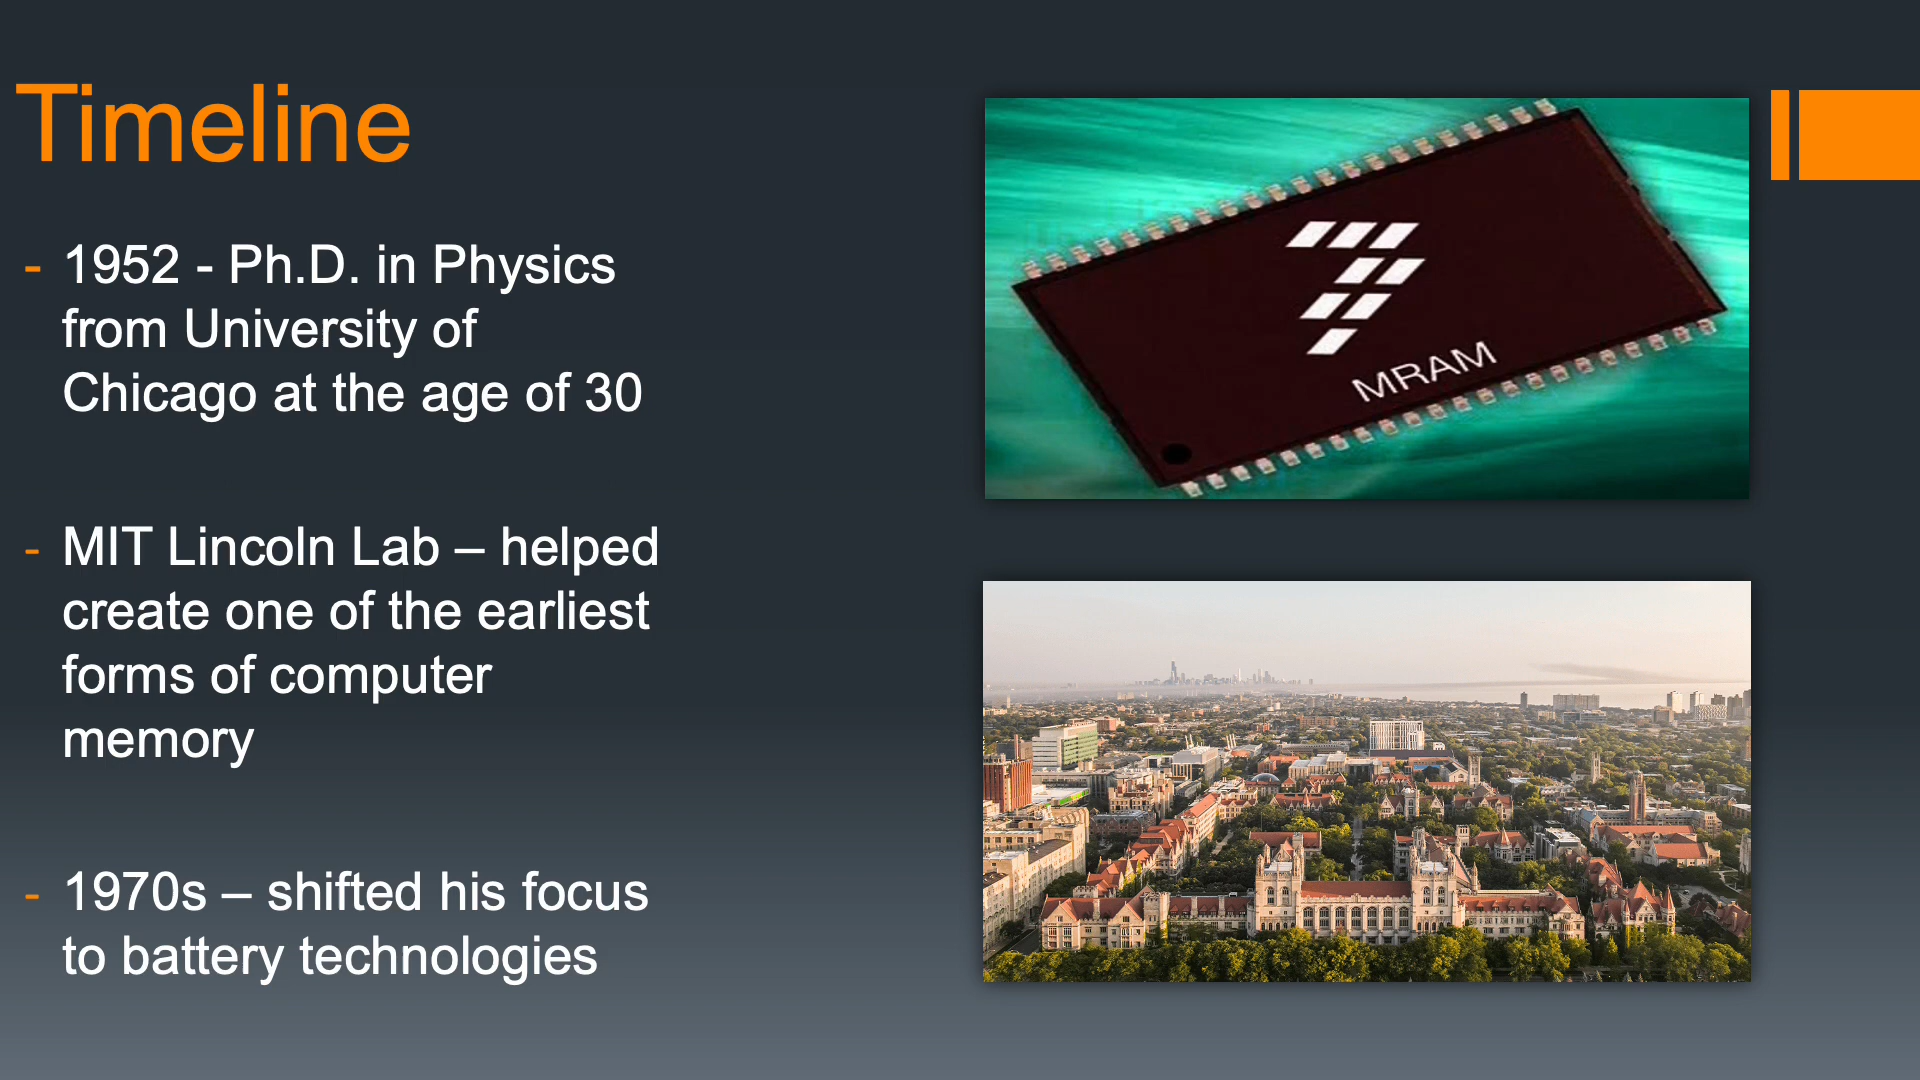 Timeline
- 1952 - Ph.D. in Physics
from University of
Chicago at the age of 30
- MIT Lincoln Lab – helped
create one of the earliest
forms of computer
memory
- 1970s – shifted his focus
to battery technologies
MRAM